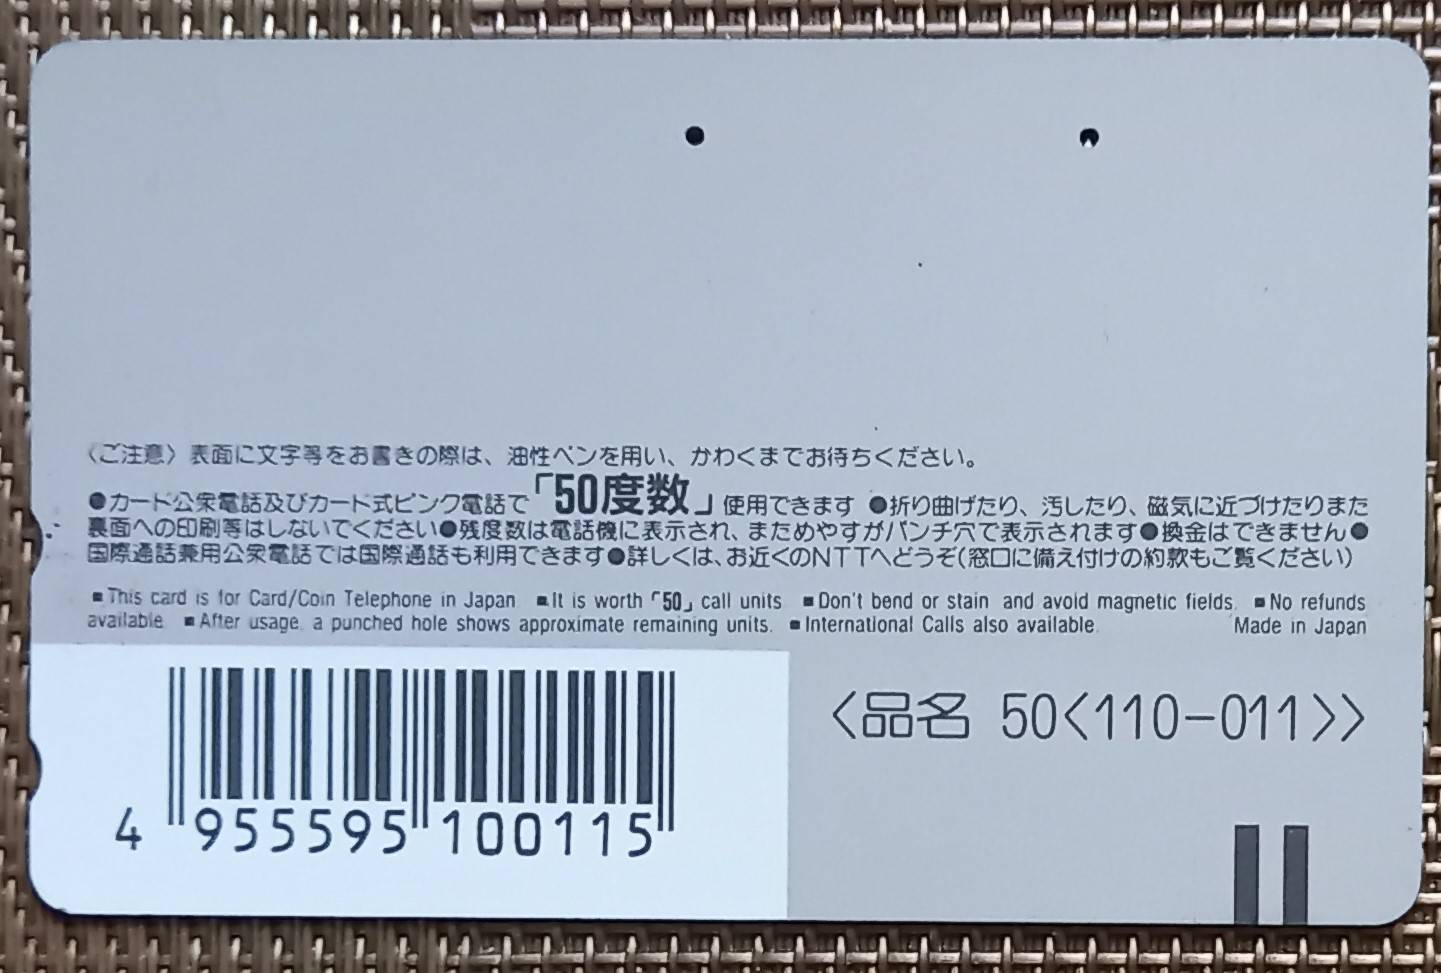 〈ご注意〉表面に文字等をお書きの際は、油性ペンを用い、かわくまでお待ちください。
●カード公衆電話及びカード式ピンク電話で「50度数」使用できます ●折り曲げたり、汚したり、磁気に近づけたりまた
裏面への印刷等はしないでください●残度数は電話機に表示され、まためやすがパンチ穴で表示されます●換金はできません●
国際通話兼用公衆電話では国際通話も利用できます●詳しくは、お近くのNTTへどうぞ(窓口に備え付けの約款もご覧ください)
■This card is for Card/Coin Telephone in Japan ■It is worth「50」call units ■Don't bend or stain and avoid magnetic fields. ■No refunds
available ■After usage, a punched hole shows approximate remaining units. ■International Calls also available. Made in Japan
<品名 50<110-011>>
4 955595 100115